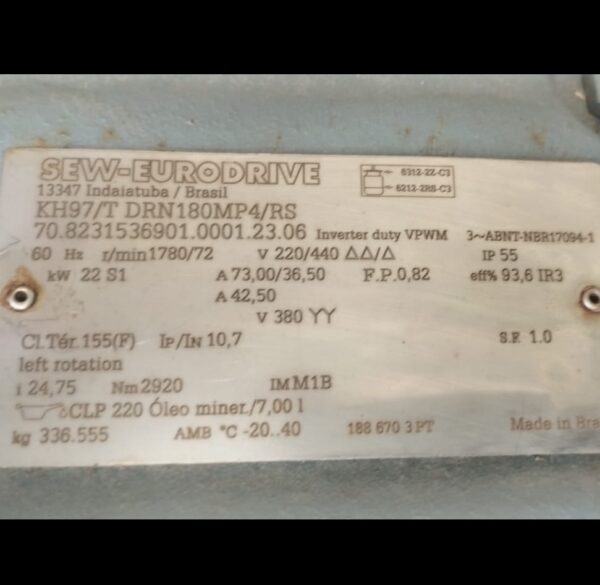 SEW-EURODRIVE
13347 Indaiatuba / Brasil
6312-2Z-C3
6212-2RS-C3
KH97/T DRN180MP4/RS
70.8231536901.0001.23.06 Inverter duty VPWM 3~ABNT-NBR17094-1
60 Hz r/min 1780/72 V 220/440 ΔΔ/Δ IP 55
kW 22 S1 A 73,00/36,50 F.P. 0,82 eff% 93,6 IR3
A 42,50
V 380 YY
Cl.Tér. 155(F) IP/IN 10,7 S.F. 1.0
left rotation
i 24,75 Nm 2920 IM M1B
CLP 220 Óleo miner./7,00 l
kg 336.555 AMB °C -20..40 188 670 3 PT Made in Bra